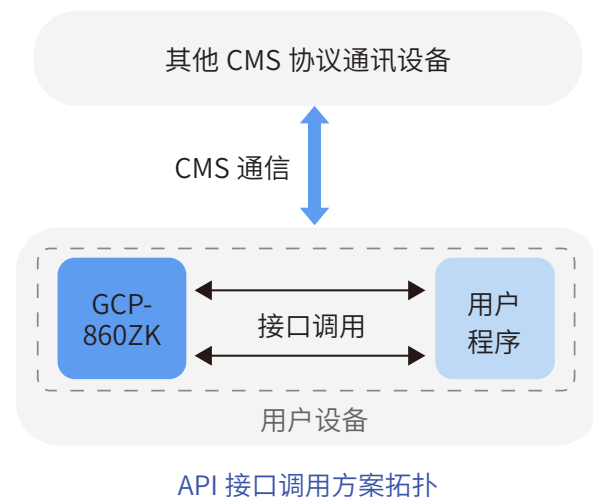 其他 CMS 协议通讯设备
CMS 通信
GCP-
860ZK
接口调用
用户
程序
用户设备
API 接口调用方案拓扑